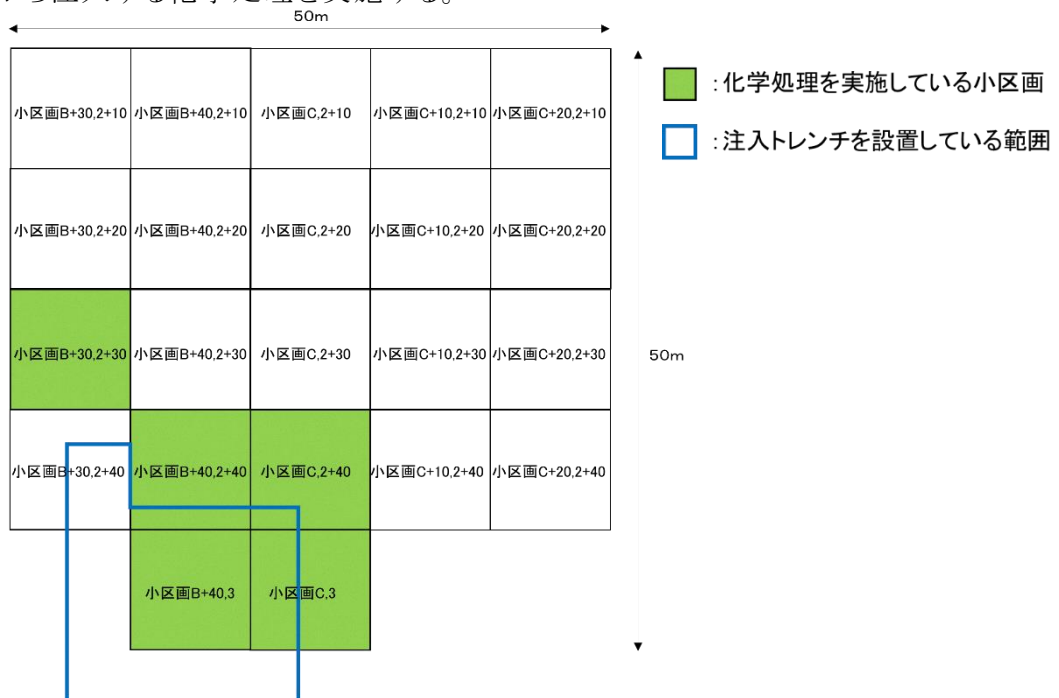 50m
小区画B+30,2+10 小区画B+40,2+10 小区画C,2+10 小区画C+10,2+10 小区画C+20,2+10
:化学処理を実施している小区画
:注入トレンチを設置している範囲
小区画B+30,2+20 小区画B+40,2+20 小区画C,2+20 小区画C+10,2+20 小区画C+20,2+20
小区画B+30,2+30 小区画B+40,2+30 小区画C,2+30 小区画C+10,2+30 小区画C+20,2+30
50m
小区画B+30,2+40 小区画B+40,2+40 小区画C,2+40 小区画C+10,2+40 小区画C+20,2+40
小区画B+40,3 小区画C,3